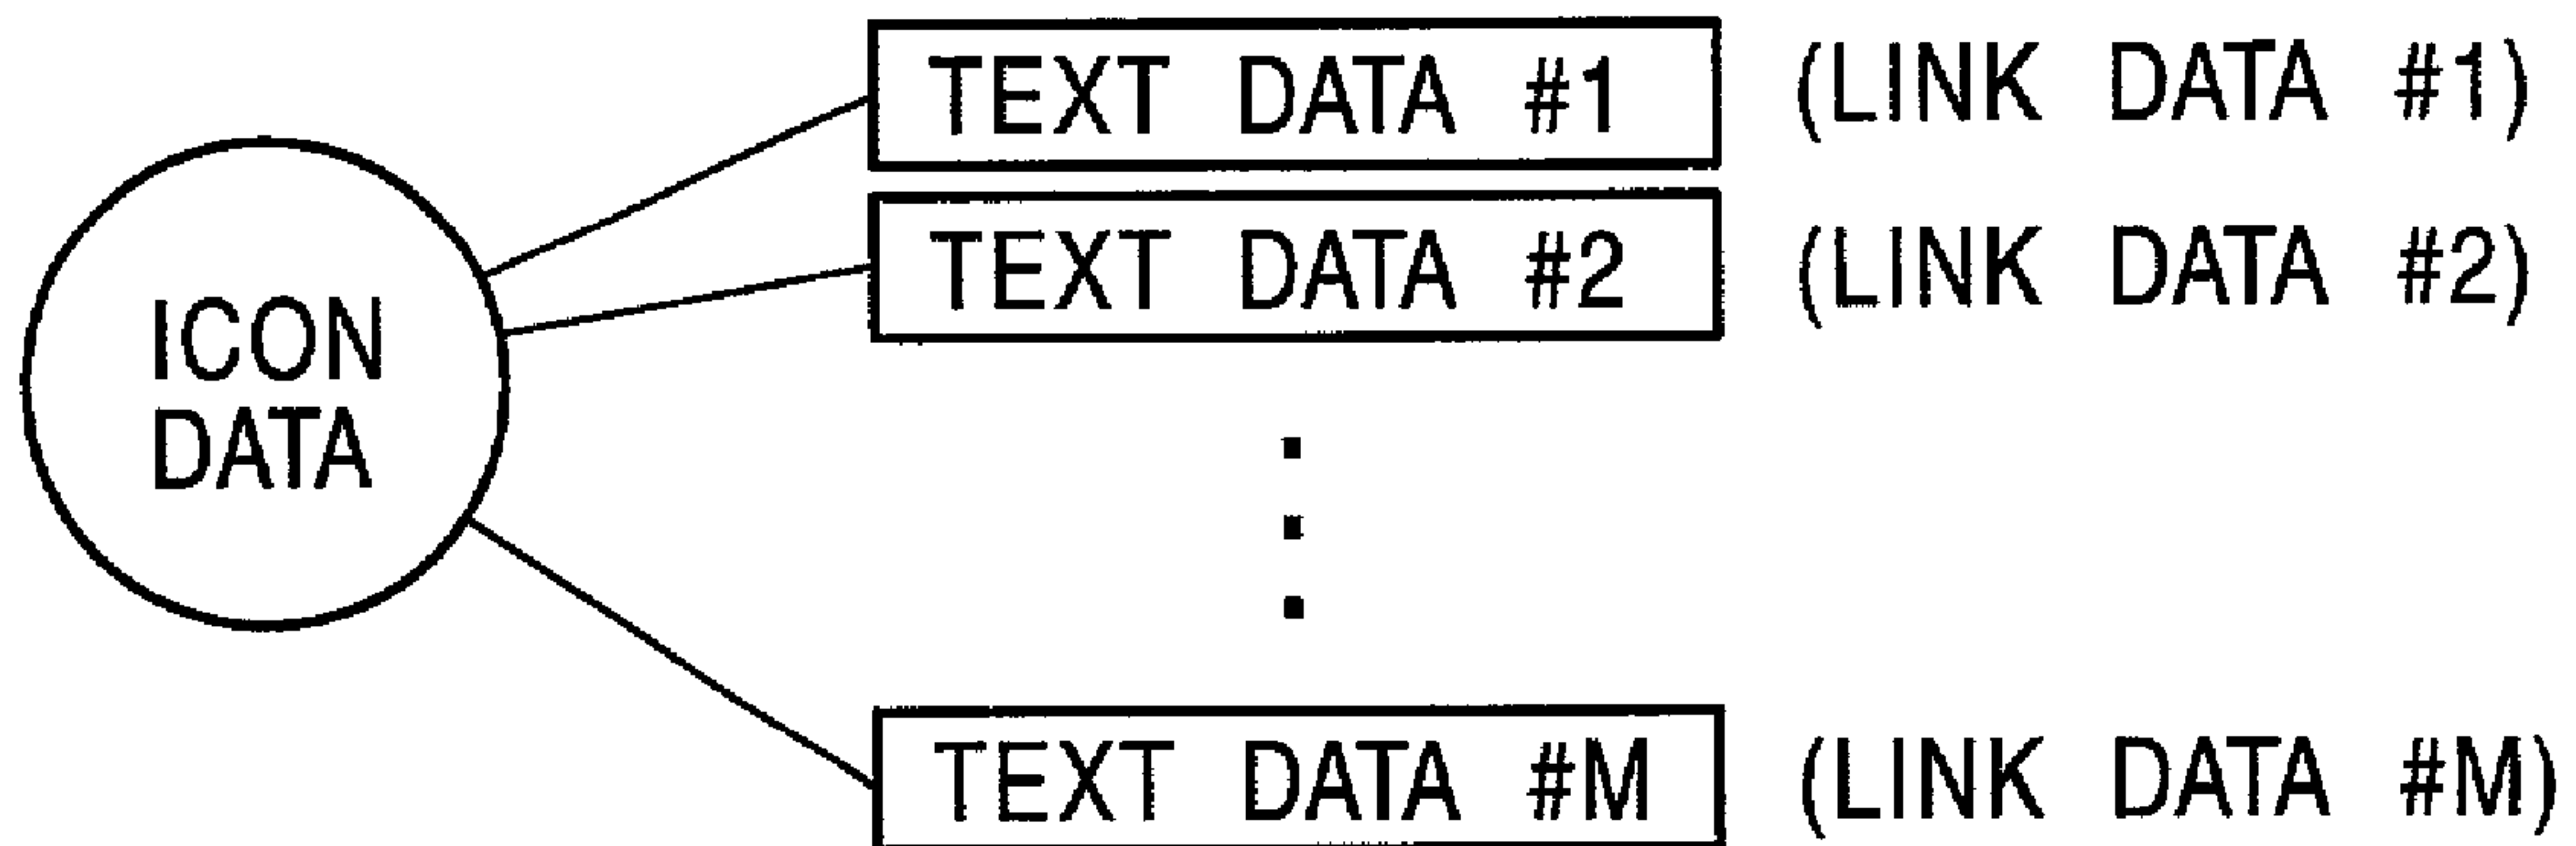 TEXT DATA #1 (LINK DATA #1)
TEXT DATA #2 (LINK DATA #2)
ICON
DATA
TEXT DATA #M (LINK DATA #M)